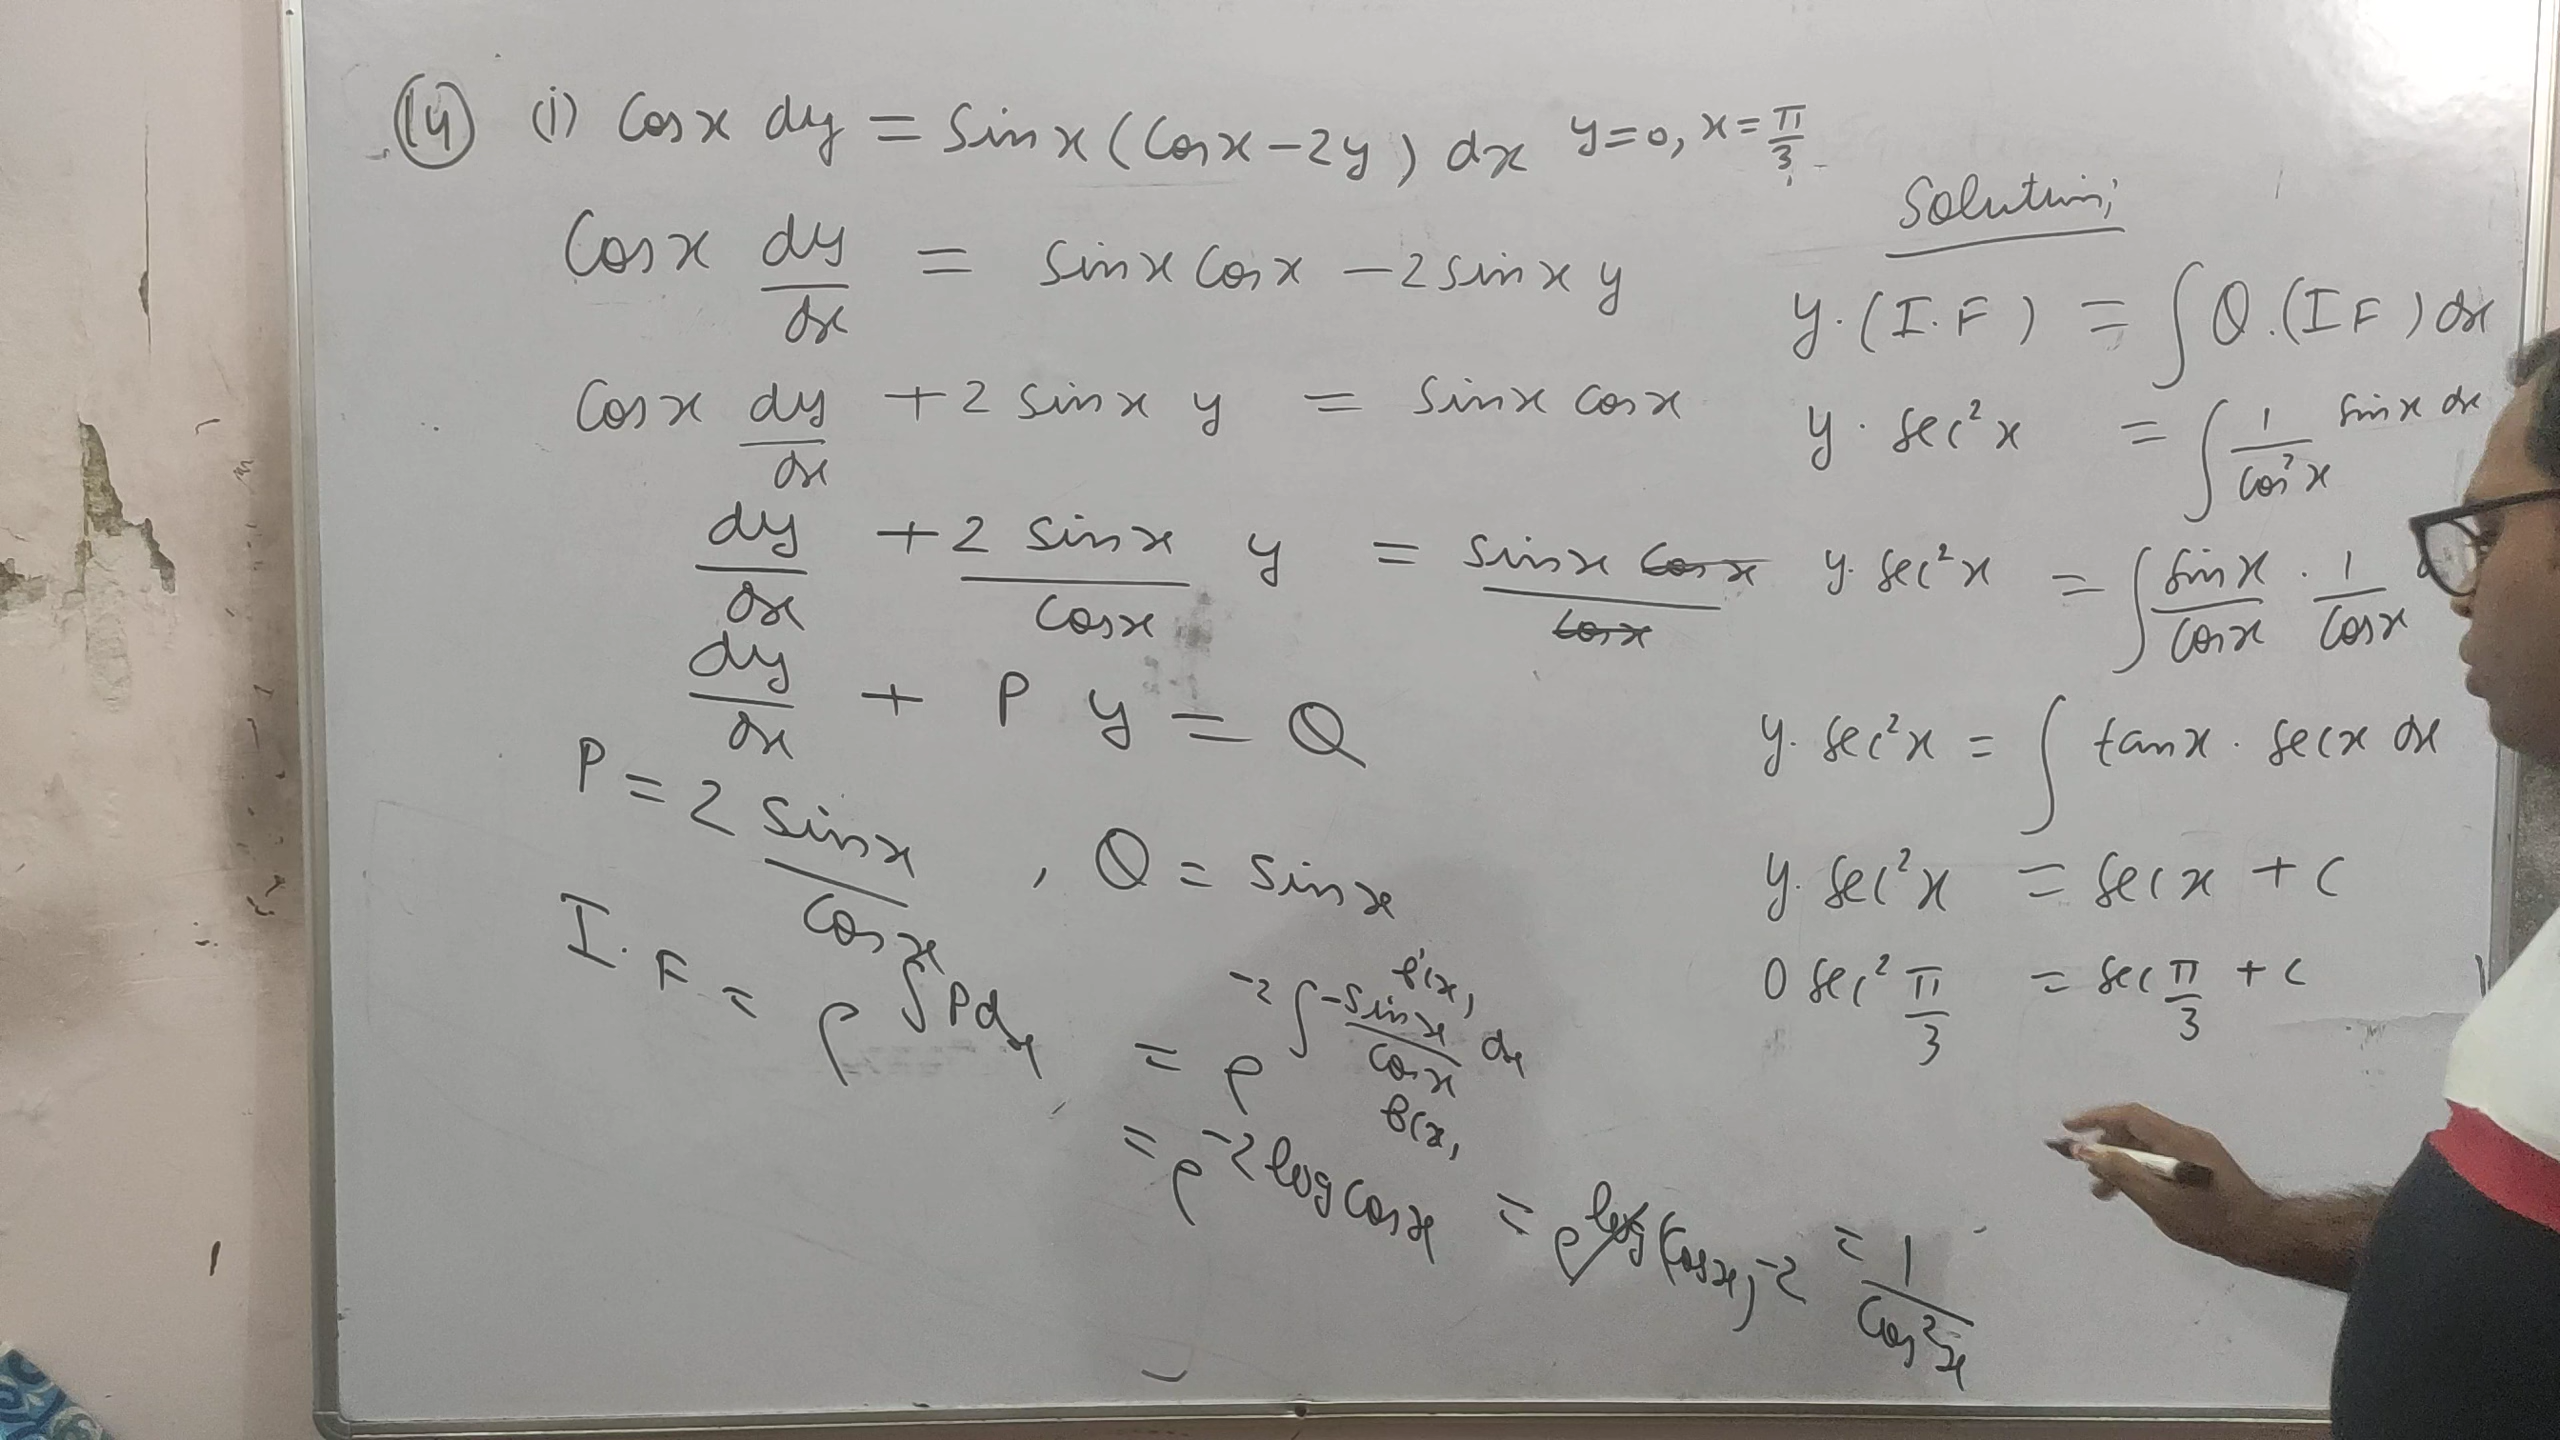 (14) (i) Cos x dy = Sin x (Cos x - 2y) dx y=0, x = π/3
Cos x dy/dx = Sin x Cos x - 2 sin x y
Cos x dy/dx + 2 Sin x y = Sin x Cos x
dy/dx + 2 Sin x / Cos x y = Sin x Cos x / Cos x
dy/dx + P y = Q
P = 2 Sin x / Cos x , Q = Sin x
I.F = e^∫Pdx = e^-2∫ -Sin x / Cos x dx f'(x) f(x)
= e^-2 log Cos x = e^log (Cos x)^-2 = 1/Cos²x
Solution;
y.(I.F) = ∫Q.(IF) dx
y. Sec²x = ∫ 1/Cos²x Sin x dx
y. Sec²x = ∫ Sin x / Cos x . 1/Cos x
y. Sec²x = ∫ tan x . Sec x dx
y. Sec²x = Sec x + C
0 Sec² π/3 = Sec π/3 + C